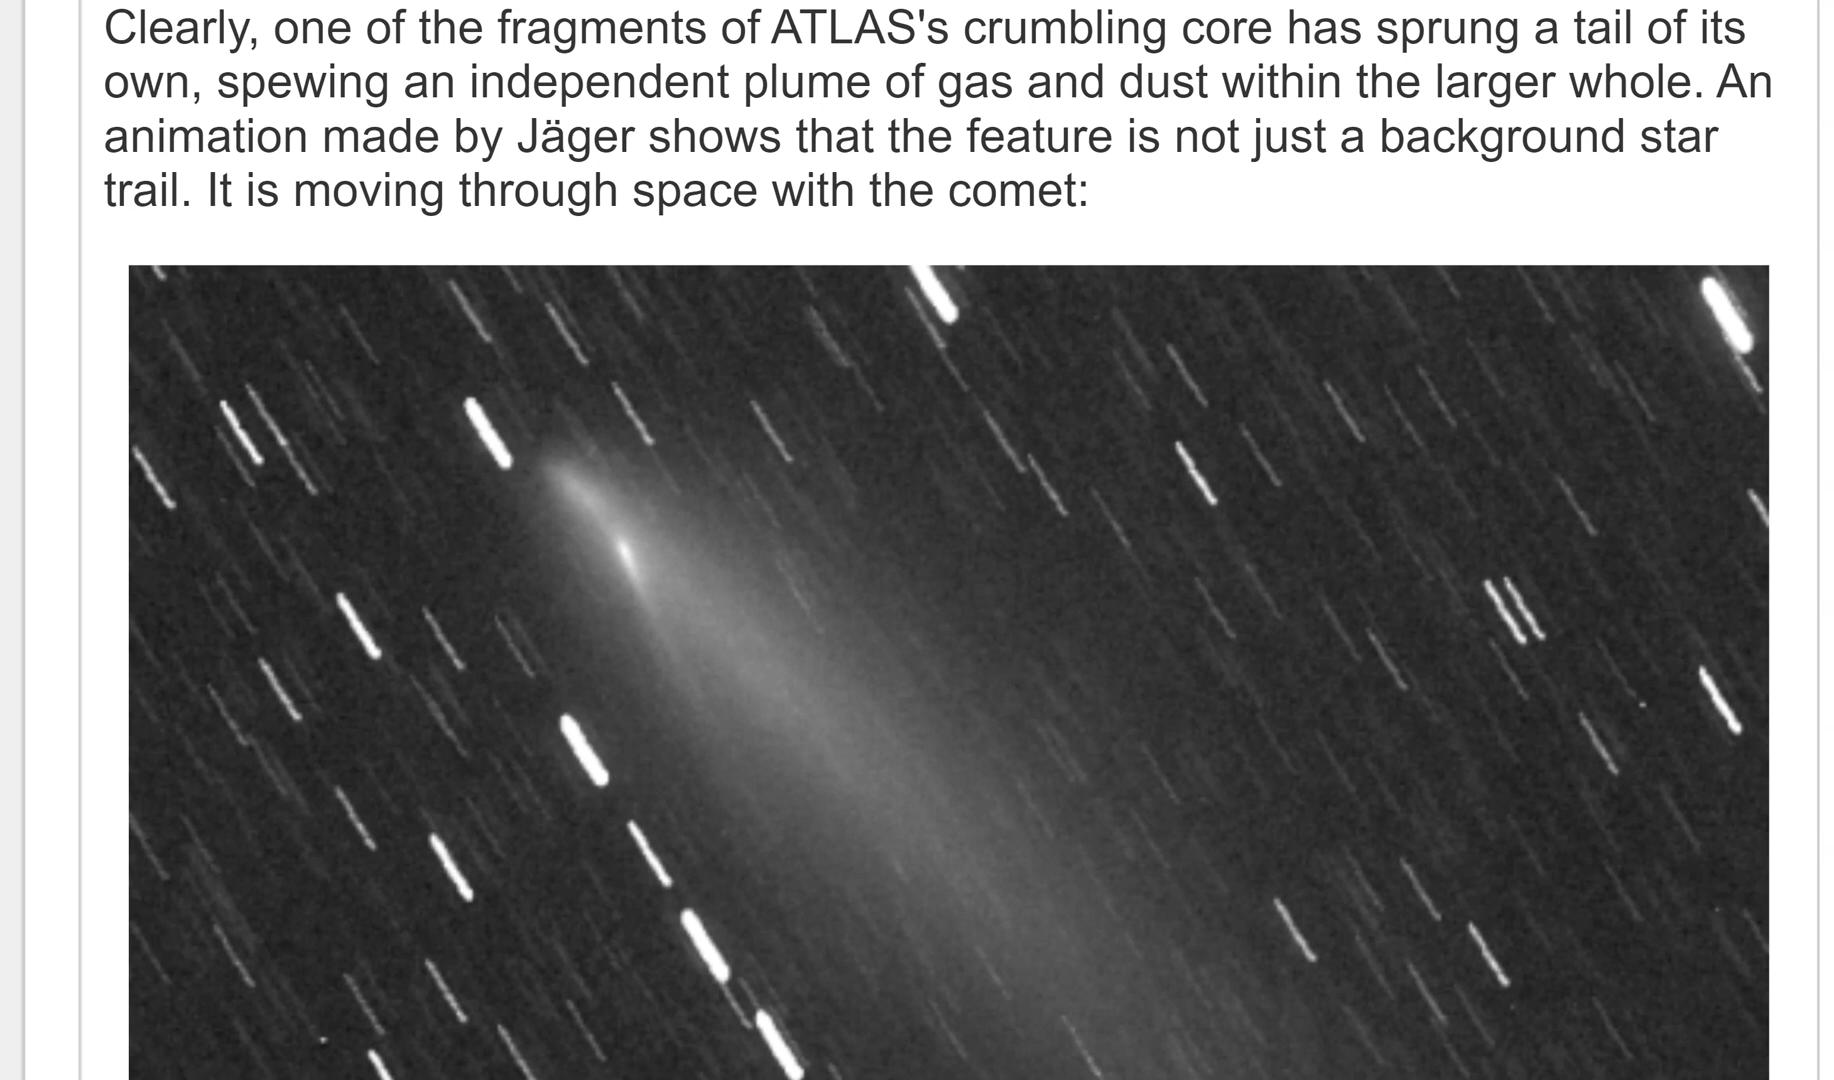 Clearly, one of the fragments of ATLAS's crumbling core has sprung a tail of its
own, spewing an independent plume of gas and dust within the larger whole. An
animation made by Jäger shows that the feature is not just a background star
trail. It is moving through space with the comet: